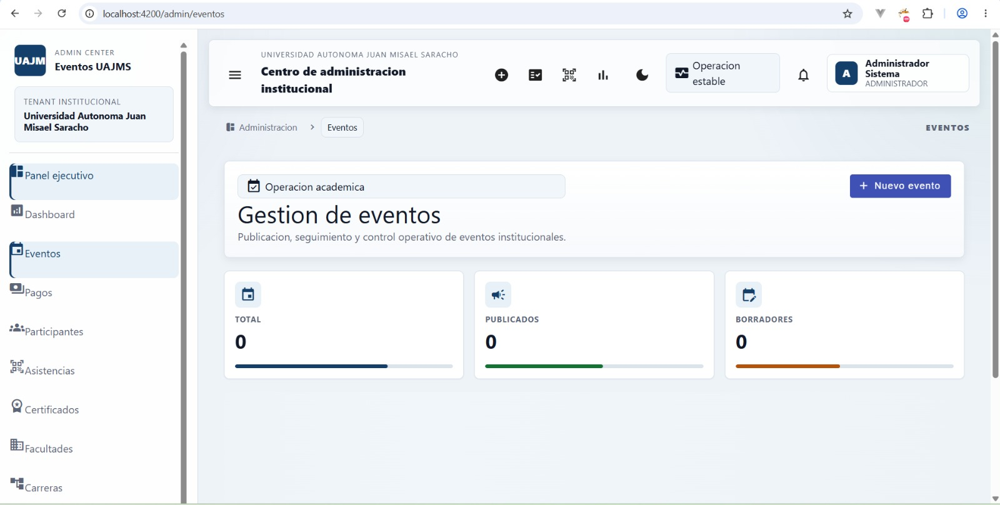 localhost:4200/admin/eventos
UAJM
ADMIN CENTER
Eventos UAJMS
TENANT INSTITUCIONAL
Universidad Autonoma Juan
Misael Saracho
Panel ejecutivo
Dashboard
Eventos
Pagos
Participantes
Asistencias
Certificados
Facultades
Carreras
UNIVERSIDAD AUTONOMA JUAN MISAEL SARACHO
Centro de administracion
institucional
Operacion
estable
A
Administrador
Sistema
ADMINISTRADOR
Administracion
Eventos
EVENTOS
Operacion academica
Nuevo evento
Gestion de eventos
Publicacion, seguimiento y control operativo de eventos institucionales.
TOTAL
0
PUBLICADOS
0
BORRADORES
0